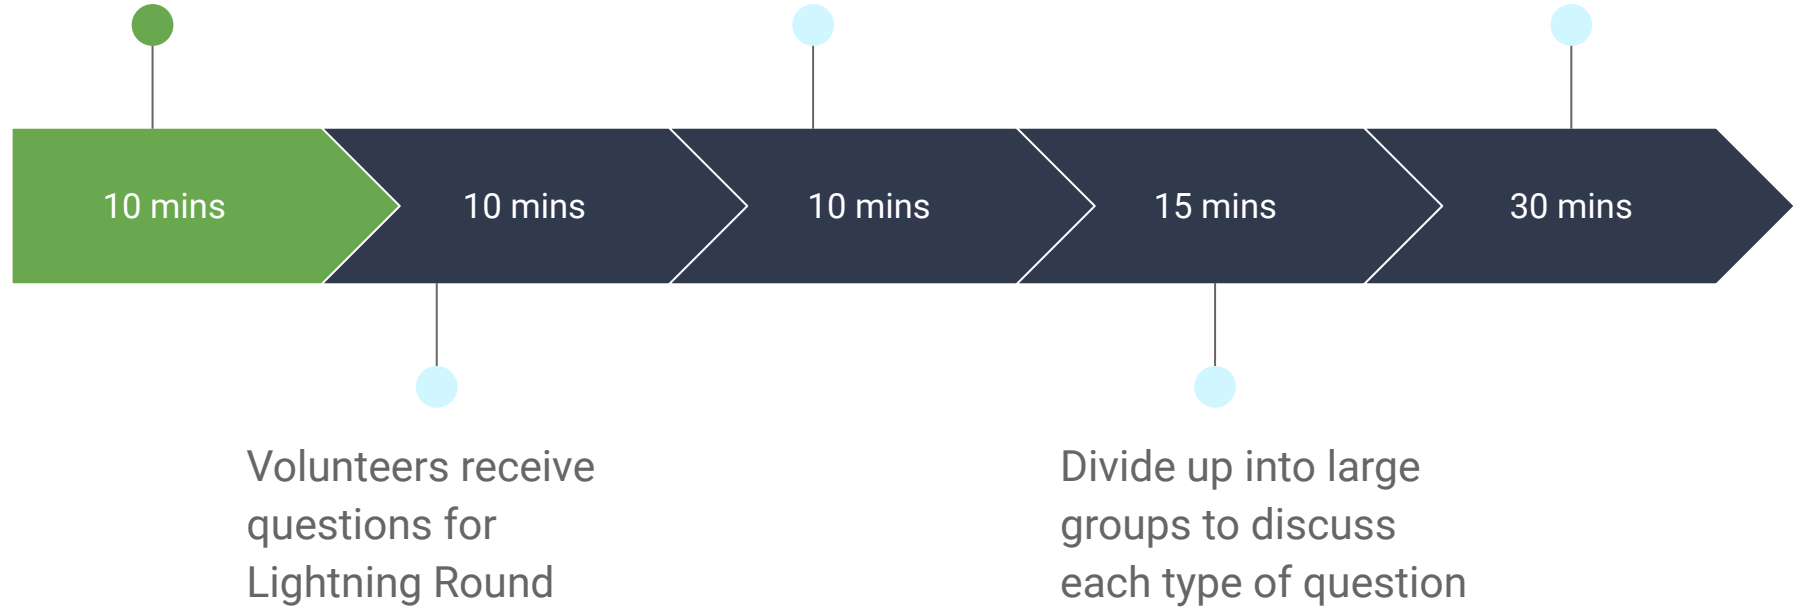 10 mins
10 mins
10 mins
15 mins
30 mins
Volunteers receive
questions for
Lightning Round
Divide up into large
groups to discuss
each type of question